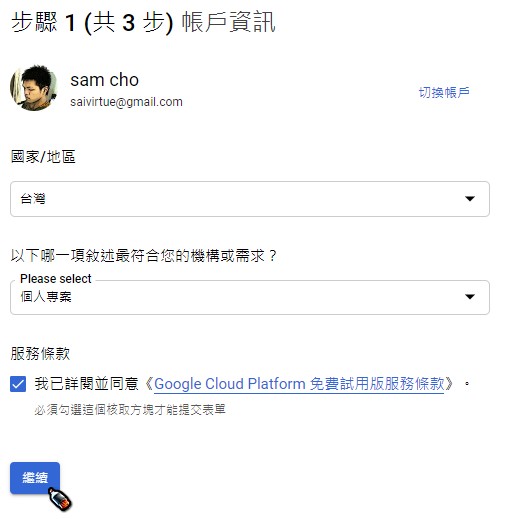 步驟 1 (共 3 步) 帳戶資訊
sam cho
saivirtue@gmail.com
切換帳戶
國家/地區
台灣
以下哪一項敘述最符合您的機構或需求？
Please select
個人專案
服務條款
我已詳閱並同意《Google Cloud Platform 免費試用版服務條款》。
必須勾選這個核取方塊才能提交表單
繼續